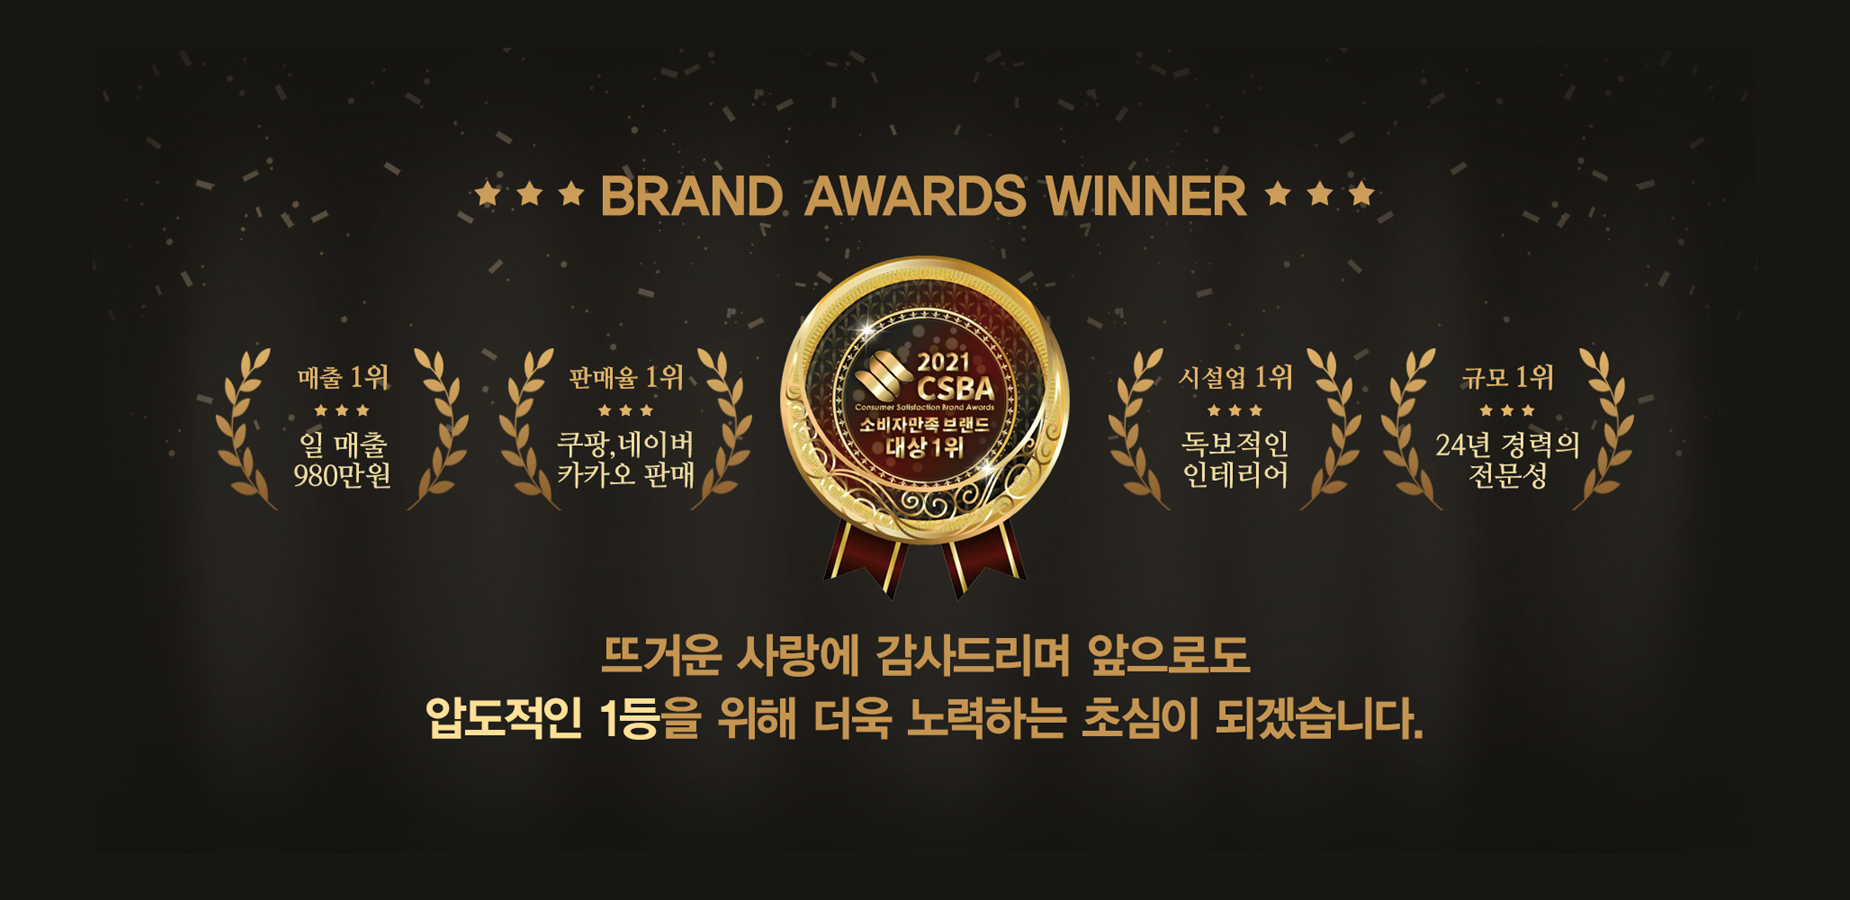 BRAND AWARDS WINNER
매출 1위
일 매출
980만원
판매율 1위
쿠팡,네이버
카카오 판매
2021
CSBA
Consumer Satisfaction Brand Awards
소비자만족 브랜드
대상 1위
시설업 1위
독보적인
인테리어
규모 1위
24년 경력의
전문성
뜨거운 사랑에 감사드리며 앞으로도
압도적인 1등을 위해 더욱 노력하는 초심이 되겠습니다.